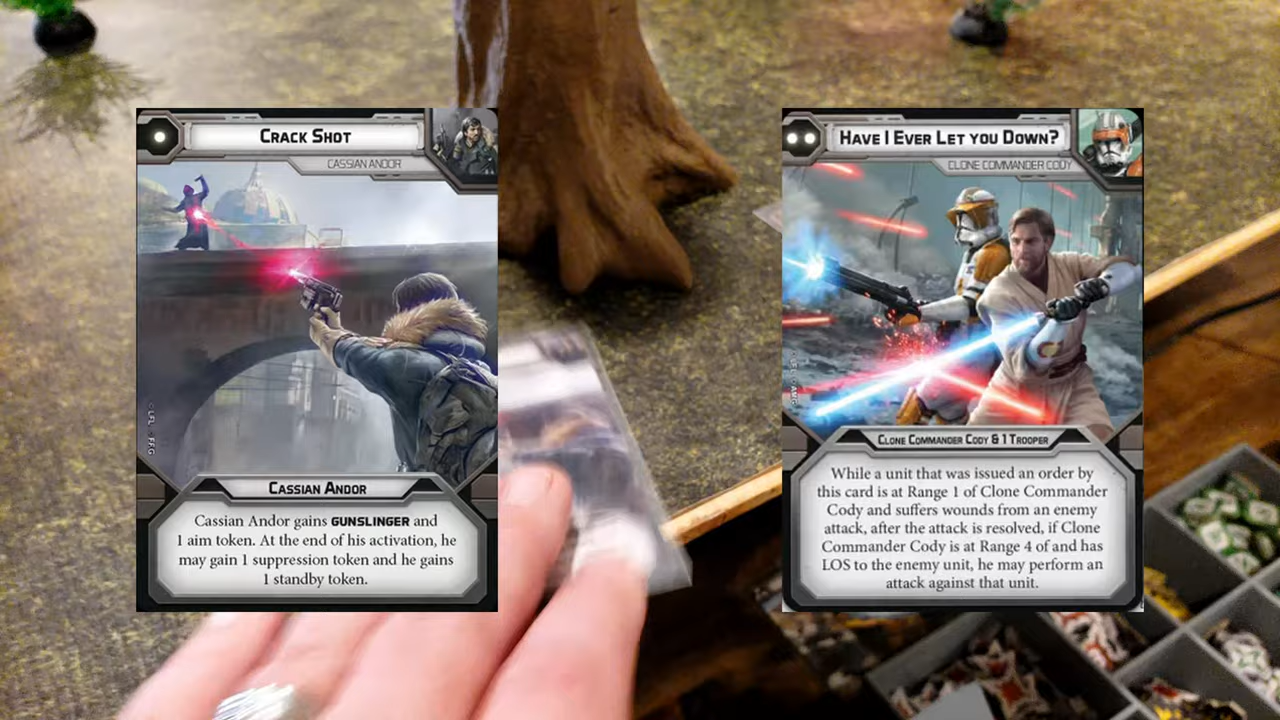 Crack Shot
CASSIAN ANDOR
LFL FFG
Cassian Andor
Cassian Andor gains GUNSLINGER and
1 aim token. At the end of his activation, he
may gain 1 suppression token and he gains
1 standby token.
Have I Ever Let you Down?
CLONE COMMANDER CODY
LFL AMG
Clone Commander Cody & 1 Trooper
While a unit that was issued an order by
this card is at Range 1 of Clone Commander
Cody and suffers wounds from an enemy
attack, after the attack is resolved, if Clone
Commander Cody is at Range 4 of and has
LOS to the enemy unit, he may perform an
attack against that unit.